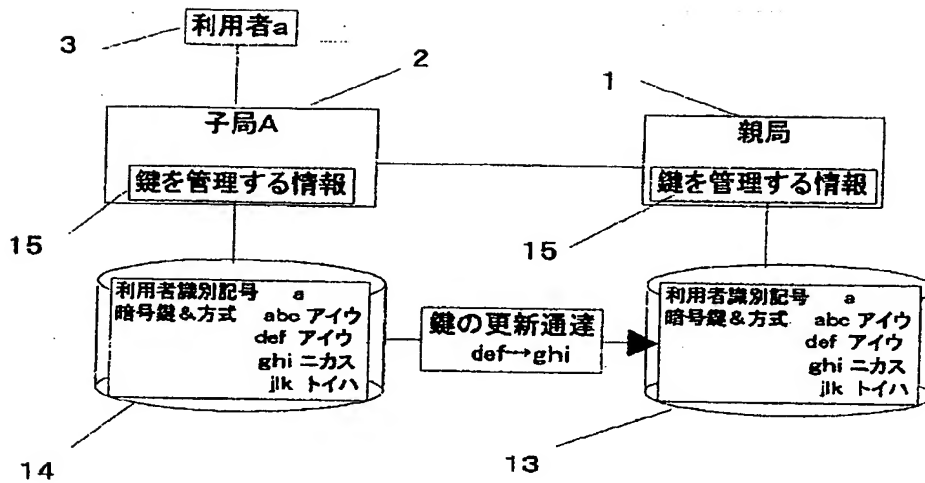 利用者a
3
2
1
子局A
親局
鍵を管理する情報
鍵を管理する情報
15
15
利用者識別記号 a
暗号鍵&方式 abc アイウ
def アイウ
ghi ニカス
jlk トイハ
鍵の更新通達
def→ghi
利用者識別記号 a
暗号鍵&方式 abc アイウ
def アイウ
ghi ニカス
jlk トイハ
14
13